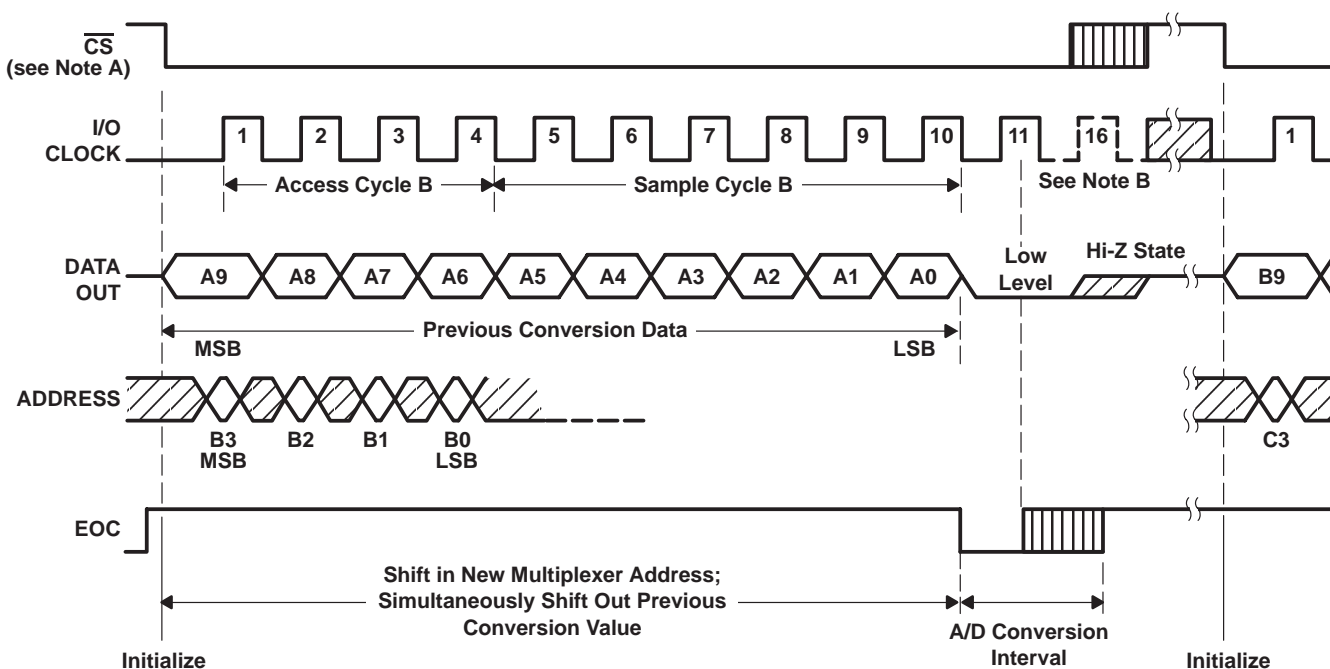 CS
(see Note A)
I/O
CLOCK
1 2 3 4 5 6 7 8 9 10 11 16 1
Access Cycle B Sample Cycle B See Note B
DATA
OUT
A9 A8 A7 A6 A5 A4 A3 A2 A1 A0 Low
Level
Hi-Z State
B9
Previous Conversion Data
MSB LSB
ADDRESS
B3 B2 B1 B0 C3
MSB LSB
EOC
Shift in New Multiplexer Address;
Simultaneously Shift Out Previous
Conversion Value
A/D Conversion
Interval
Initialize Initialize